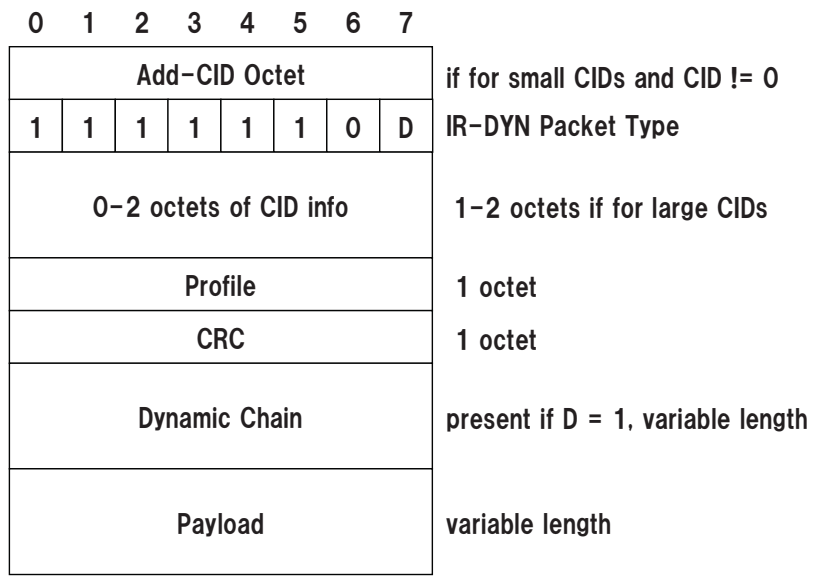 0 1 2 3 4 5 6 7
Add-CID Octet if for small CIDs and CID != 0
1 1 1 1 1 1 0 D IR-DYN Packet Type
0-2 octets of CID info 1-2 octets if for large CIDs
Profile 1 octet
CRC 1 octet
Dynamic Chain present if D = 1, variable length
Payload variable length